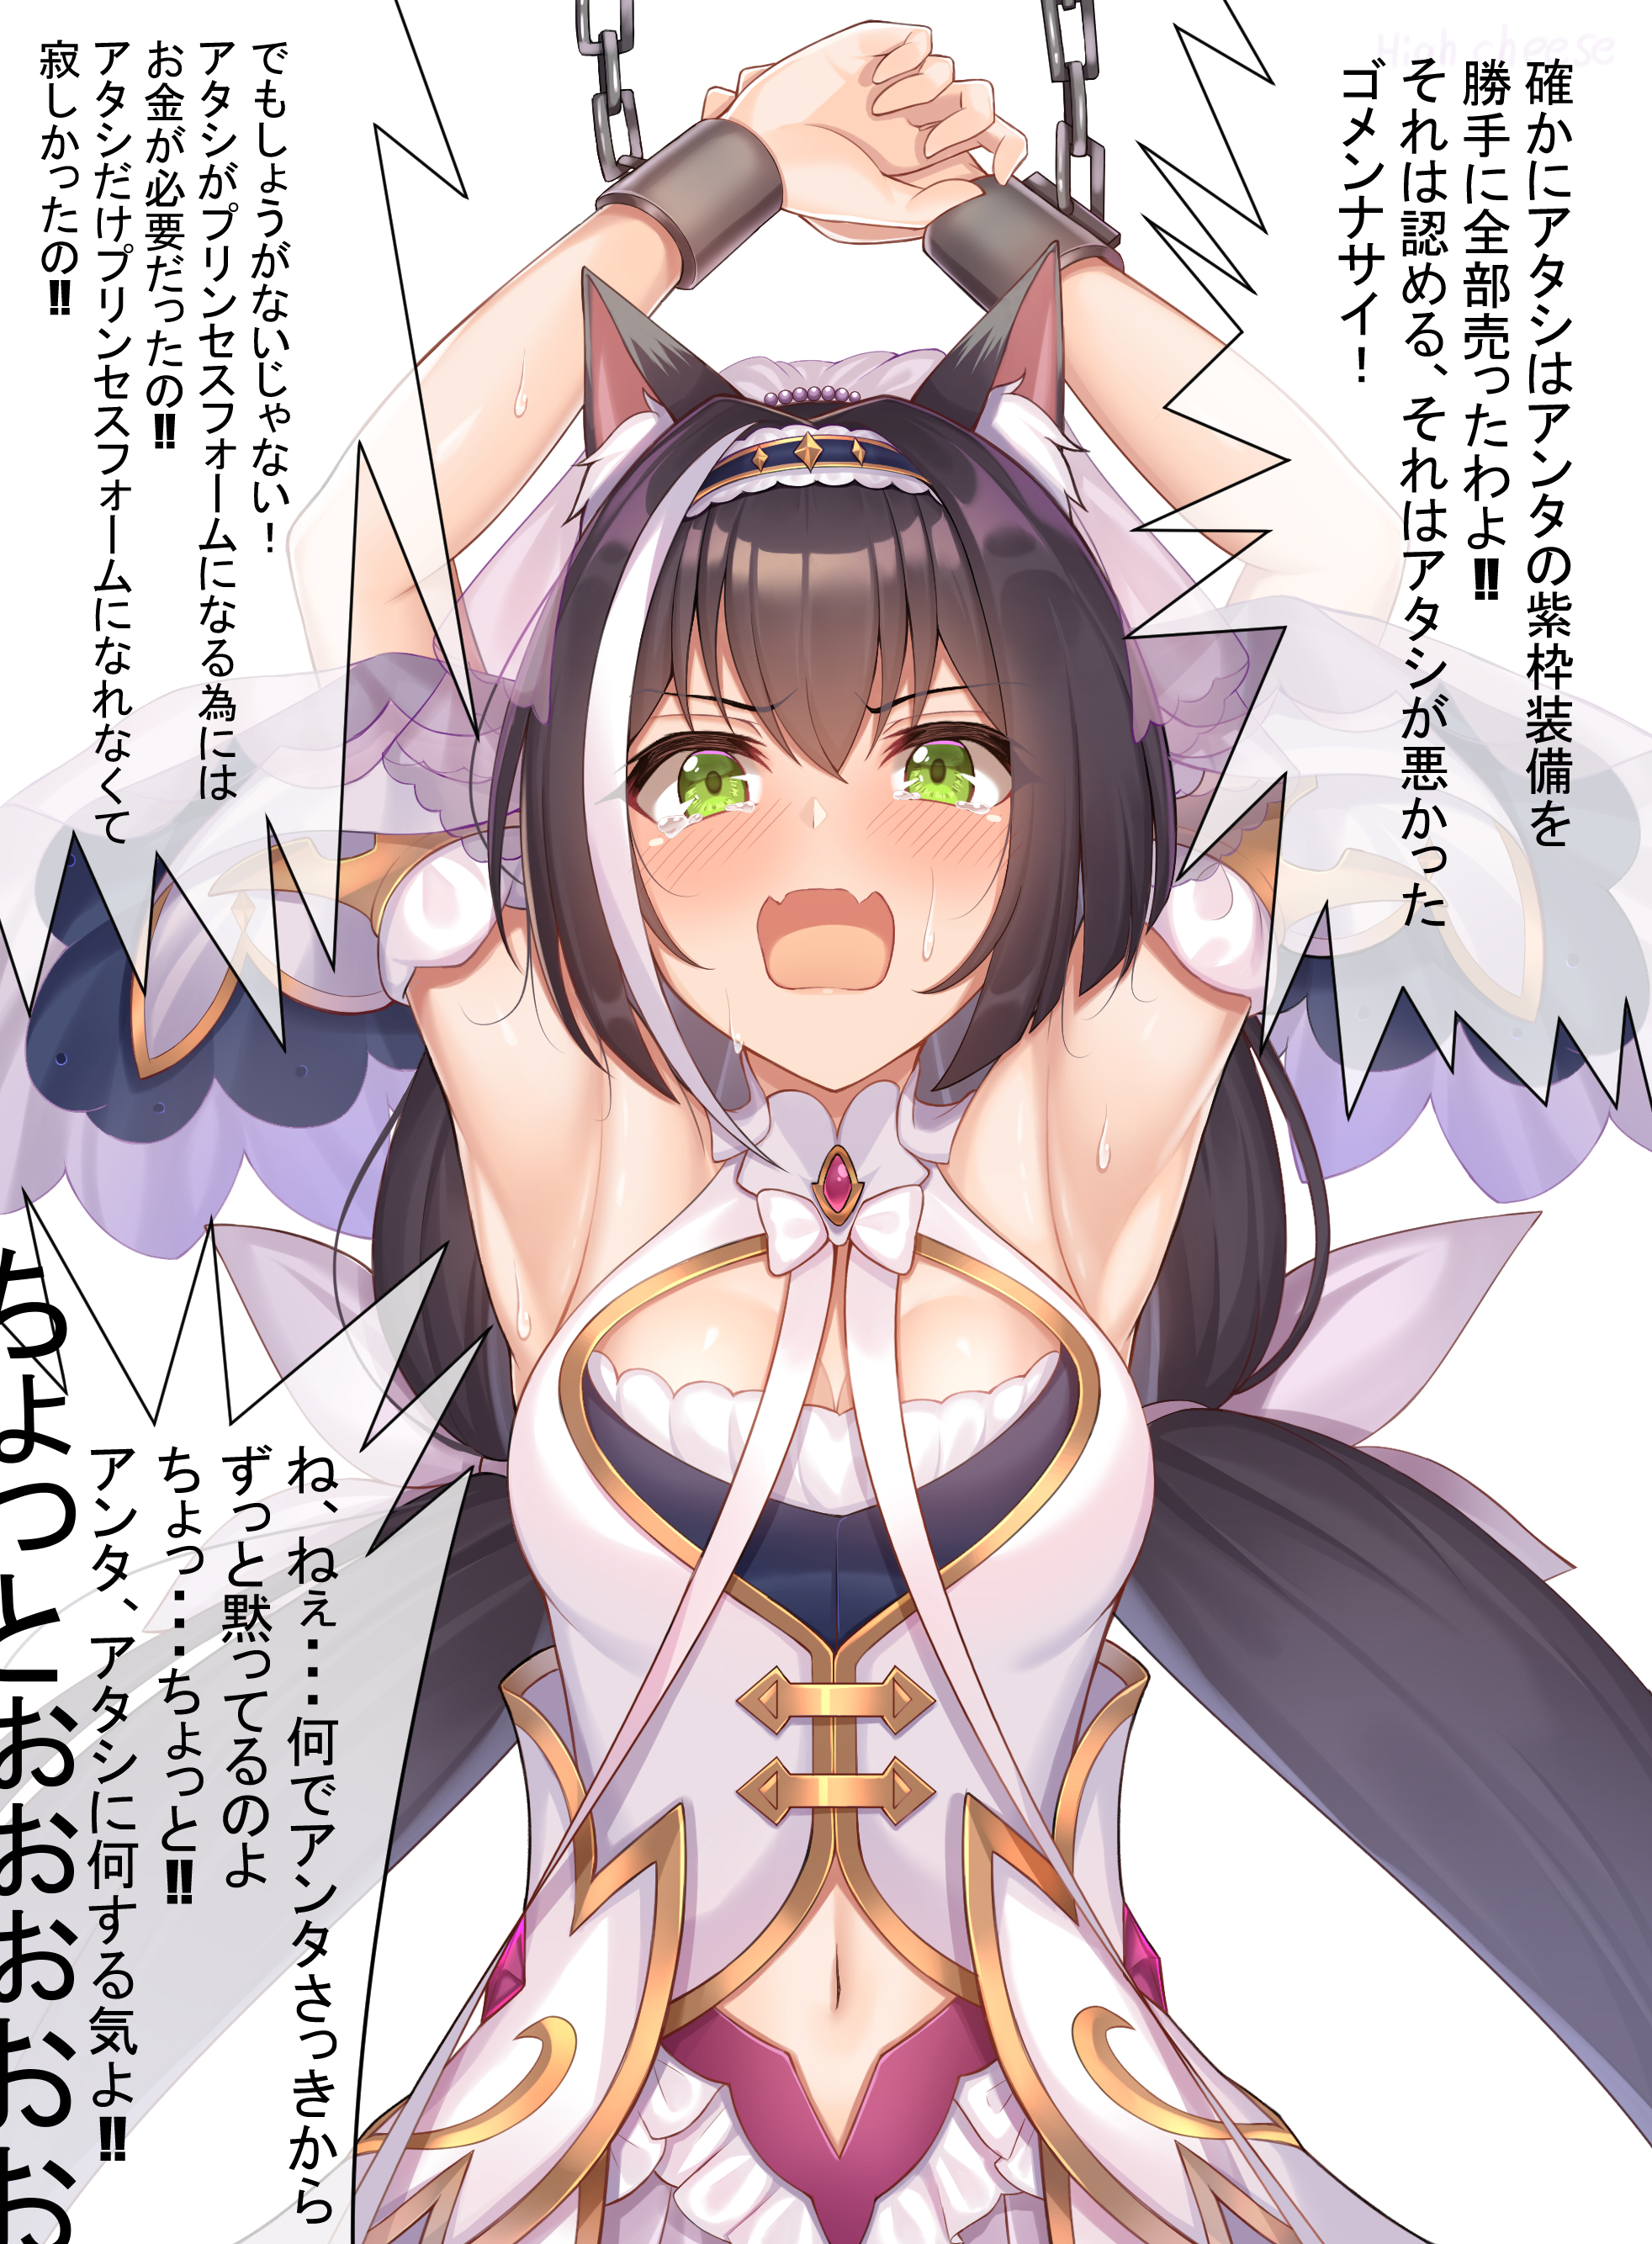 High cheese
確かにアタシはアンタの紫枠装備を
勝手に全部売ったわよ!!
それは認める、それはアタシが悪かった
ゴメンナサイ！
でもしょうがないじゃない！
アタシがプリンセスフォームになる為には
お金が必要だったの!!
アタシだけプリンセスフォームになれなくて
寂しかったの!!
ね、ねぇ・・・何でアンタさっきから
ずっと黙ってるのよ
ちょっ・・・ちょっと!!
アンタ、アタシに何する気よ!!
ちょっとおおおおお